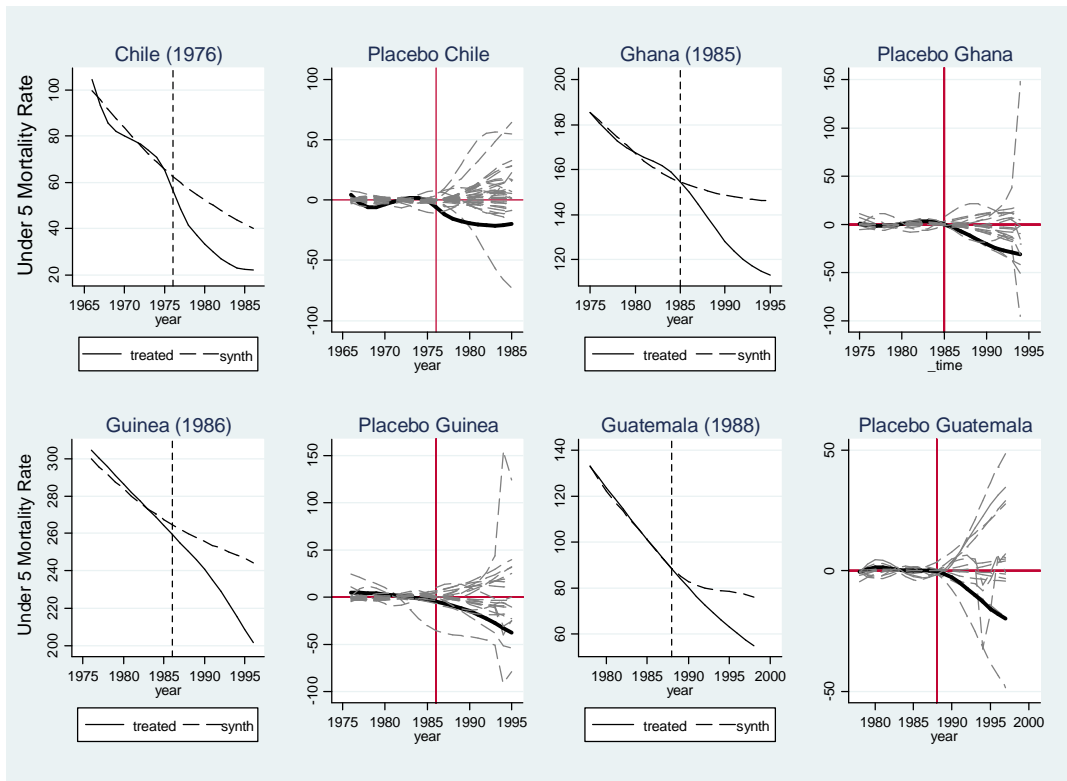 Chile (1976)
Under 5 Mortality Rate
100
80
60
40
20
1965 1970 1975 1980 1985
year
treated synth
Placebo Chile
100
50
0
-50
-100
1965 1970 1975 1980 1985
year
Ghana (1985)
200
180
160
140
120
1975 1980 1985 1990 1995
year
treated synth
Placebo Ghana
150
100
50
0
-50
-100
1975 1980 1985 1990 1995
_time
Guinea (1986)
Under 5 Mortality Rate
300
280
260
240
220
200
1975 1980 1985 1990 1995
year
treated synth
Placebo Guinea
150
100
50
0
-50
-100
1975 1980 1985 1990 1995
year
Guatemala (1988)
140
120
100
80
60
1980 1985 1990 1995 2000
year
treated synth
Placebo Guatemala
50
0
-50
1980 1985 1990 1995 2000
year